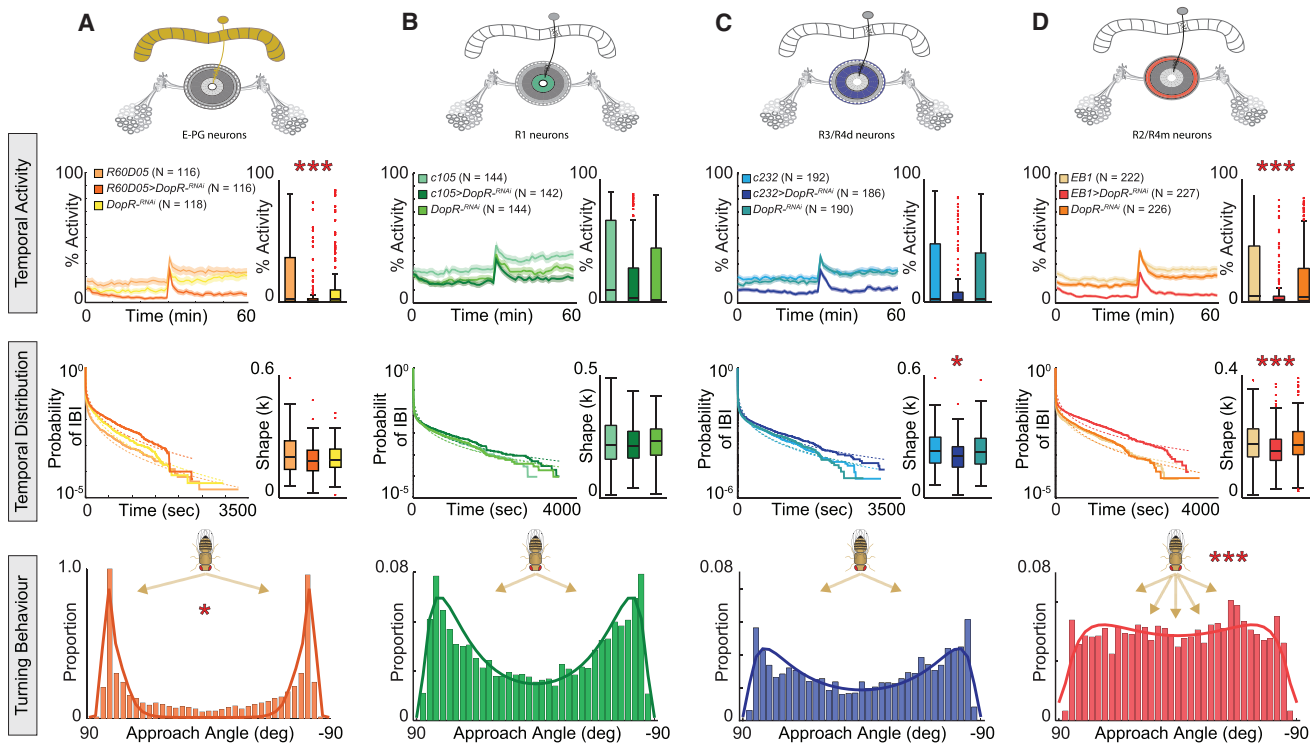 A
B
C
D
E-PG neurons
R1 neurons
R3/R4d neurons
R2/R4m neurons
Temporal Activity
100
% Activity
0
R60D05 (N = 116)
R60D05>DopR-RNAi (N = 116)
DopR-RNAi (N = 118)
0
Time (min)
60
100
% Activity
0
***
100
% Activity
0
c105 (N = 144)
c105>DopR-RNAi (N = 142)
DopR-RNAi (N = 144)
0
Time (min)
60
100
% Activity
0
100
% Activity
0
c232 (N = 192)
c232>DopR-RNAi (N = 186)
DopR-RNAi (N = 190)
0
Time (min)
60
100
% Activity
0
100
% Activity
0
EB1 (N = 222)
EB1>DopR-RNAi (N = 227)
DopR-RNAi (N = 226)
0
Time (min)
60
100
% Activity
0
***
Temporal Distribution
100
Probability
of IBI
10-5
0
Time (sec)
3500
0.6
Shape (k)
0
100
Probabilit
of IBI
10-5
0
Time (sec)
4000
0.5
Shape (k)
0
100
Probability
of IBI
10-6
0
Time (sec)
3500
0.6
Shape (k)
0
*
100
Probability
of IBI
10-5
0
Time (sec)
4000
0.4
Shape (k)
0
***
Turning Behaviour
1.0
Proportion
0
*
90
Approach Angle (deg)
-90
0.08
Proportion
0
90
Approach Angle (deg)
-90
0.08
Proportion
0
90
Approach Angle (deg)
-90
0.08
Proportion
0
***
90
Approach Angle (deg)
-90